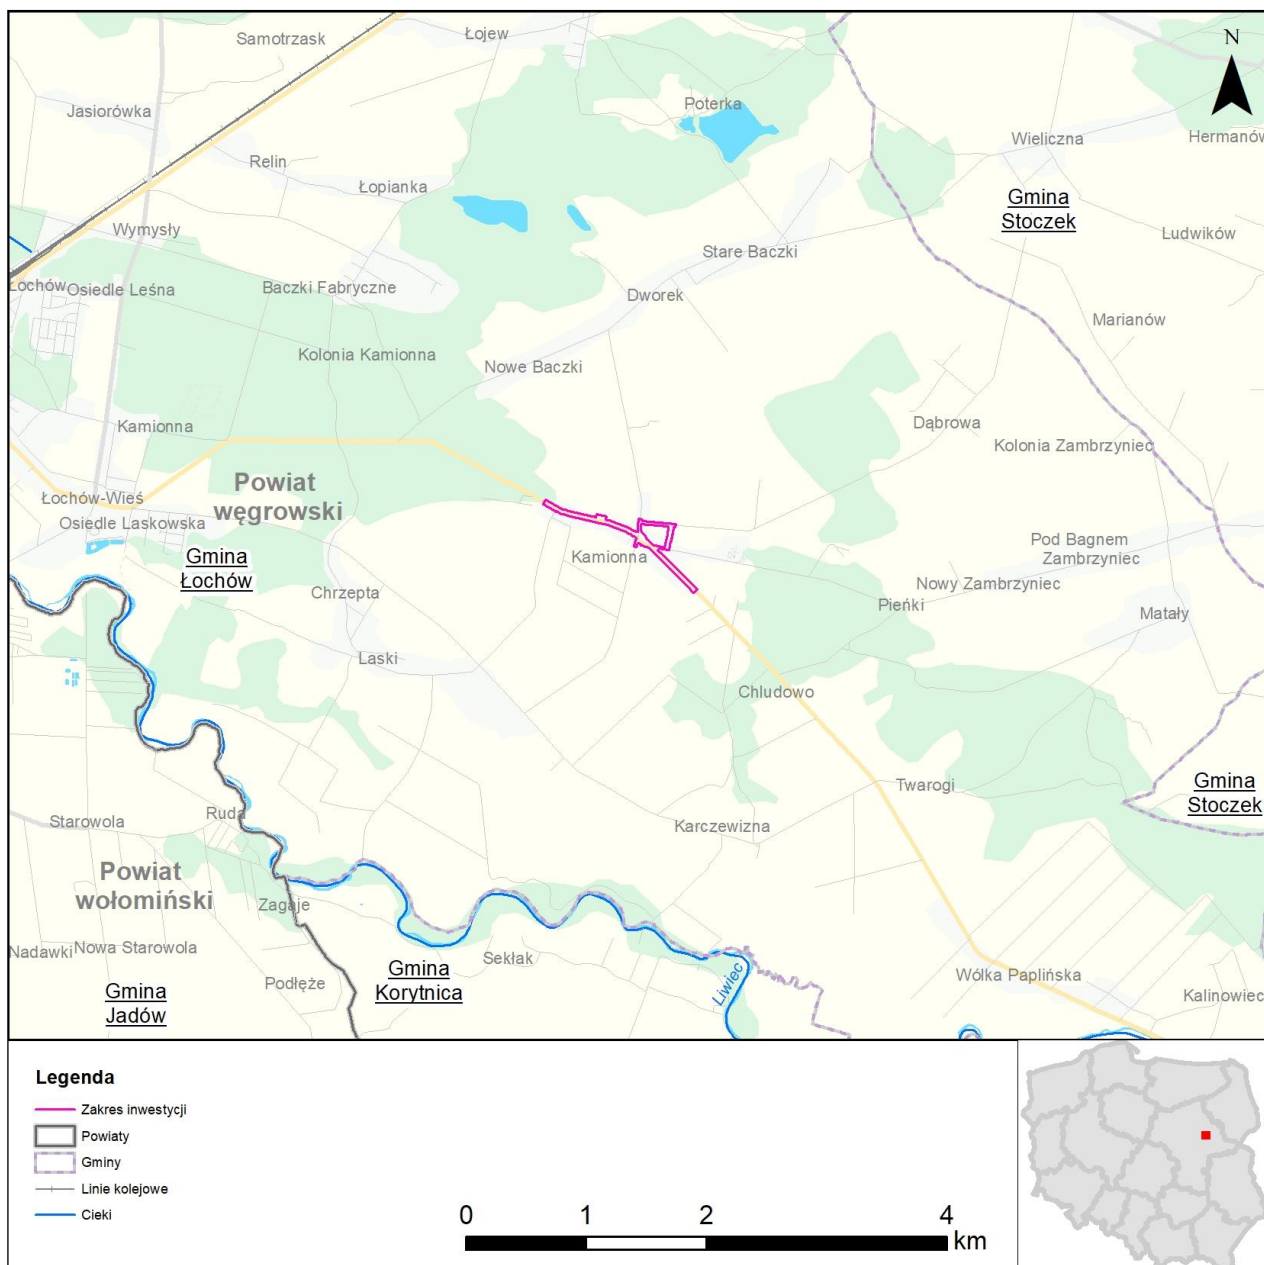 Samotrzask
Łojew
N
Jasiorówka
Poterka
Wieliczna
Hermanów
Relin
Łopianka
Gmina
Stoczek
Wymysły
Ludwików
Stare Baczki
Łochów
Osiedle Leśna
Baczki Fabryczne
Dworek
Marianów
Kolonia Kamionna
Nowe Baczki
Kamionna
Dąbrowa
Kolonia Zambrzyniec
Powiat
węgrowski
Łochów-Wieś
Osiedle Laskowska
Gmina
Łochów
Kamionna
Pod Bagnem
Zambrzyniec
Chrzepta
Nowy Zambrzyniec
Pieńki
Matały
Laski
Chludowo
Twarogi
Gmina
Stoczek
Starowola
Ruda
Karczewizna
Powiat
wołomiński
Zagaje
Nadawki
Nowa Starowola
Sekłak
Gmina
Korytnica
Liwiec
Wólka Paplińska
Podłęże
Kalinowiec
Gmina
Jadów
Legenda
Zakres inwestycji
Powiaty
Gminy
Linie kolejowe
Cieki
0 1 2 4
km